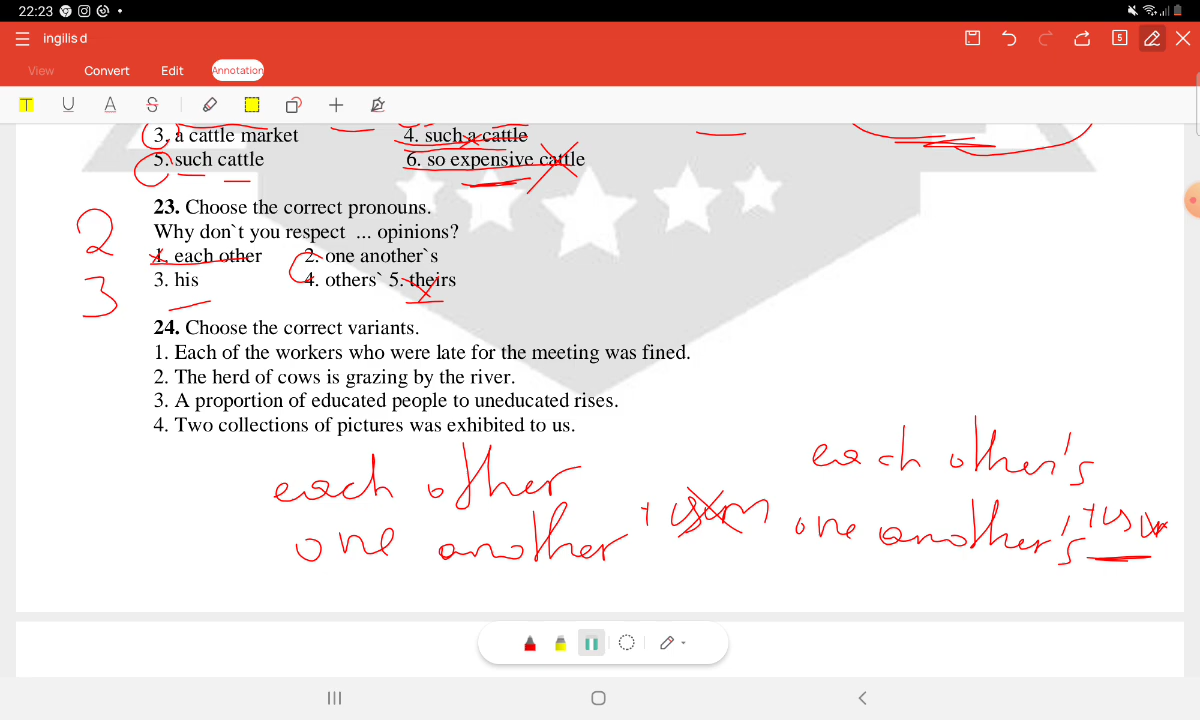 22:23
ingilis d
5
View Convert Edit Annotation
T U A S
3. a cattle market 4. such a cattle
5. such cattle 6. so expensive cattle
23. Choose the correct pronouns.
Why don`t you respect ... opinions?
1. each other 2. one another`s
3. his 4. others` 5. theirs
2
3
24. Choose the correct variants.
1. Each of the workers who were late for the meeting was fined.
2. The herd of cows is grazing by the river.
3. A proportion of educated people to uneducated rises.
4. Two collections of pictures was exhibited to us.
each other
one another +
each other's
one another's +